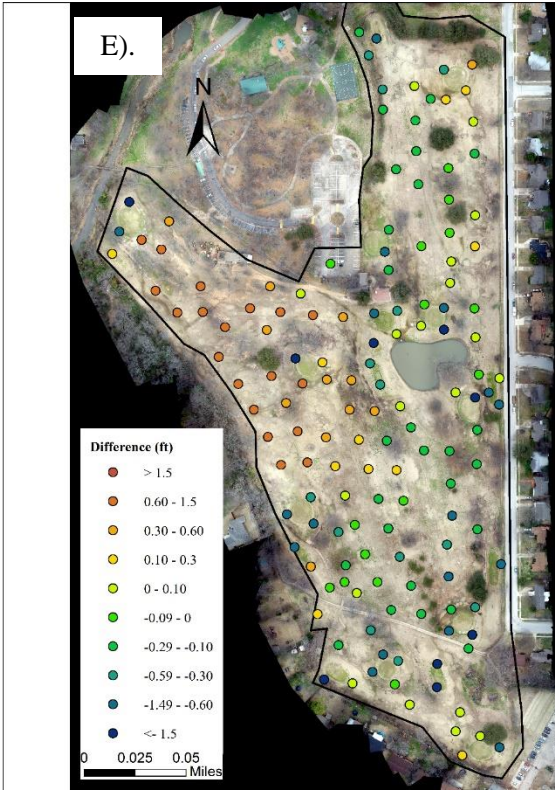 E).
N
Difference (ft)
> 1.5
0.60 - 1.5
0.30 - 0.60
0.10 - 0.3
0 - 0.10
-0.09 - 0
-0.29 - -0.10
-0.59 - -0.30
-1.49 - -0.60
<- 1.5
0 0.025 0.05
Miles